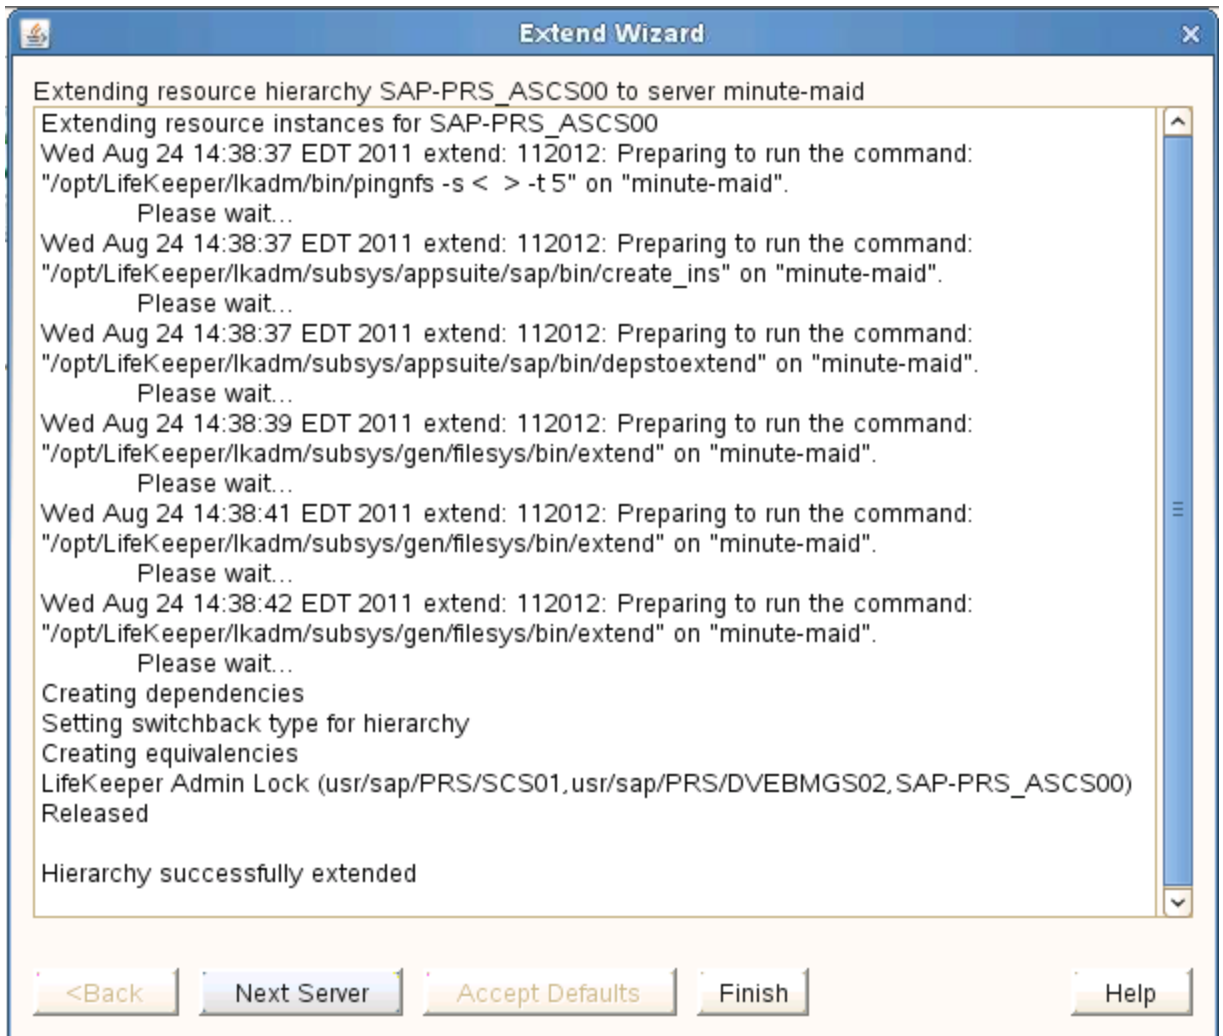 Extend Wizard
Extending resource hierarchy SAP-PRS_ASCS00 to server minute-maid
Extending resource instances for SAP-PRS_ASCS00
Wed Aug 24 14:38:37 EDT 2011 extend: 112012: Preparing to run the command:
"/opt/LifeKeeper/lkadm/bin/pingnfs -s < > -t 5" on "minute-maid".
Please wait...
Wed Aug 24 14:38:37 EDT 2011 extend: 112012: Preparing to run the command:
"/opt/LifeKeeper/lkadm/subsys/appsuite/sap/bin/create_ins" on "minute-maid".
Please wait...
Wed Aug 24 14:38:37 EDT 2011 extend: 112012: Preparing to run the command:
"/opt/LifeKeeper/lkadm/subsys/appsuite/sap/bin/depstoextend" on "minute-maid".
Please wait...
Wed Aug 24 14:38:39 EDT 2011 extend: 112012: Preparing to run the command:
"/opt/LifeKeeper/lkadm/subsys/gen/filesys/bin/extend" on "minute-maid".
Please wait...
Wed Aug 24 14:38:41 EDT 2011 extend: 112012: Preparing to run the command:
"/opt/LifeKeeper/lkadm/subsys/gen/filesys/bin/extend" on "minute-maid".
Please wait...
Wed Aug 24 14:38:42 EDT 2011 extend: 112012: Preparing to run the command:
"/opt/LifeKeeper/lkadm/subsys/gen/filesys/bin/extend" on "minute-maid".
Please wait...
Creating dependencies
Setting switchback type for hierarchy
Creating equivalencies
LifeKeeper Admin Lock (usr/sap/PRS/SCS01,usr/sap/PRS/DVEBMGS02,SAP-PRS_ASCS00)
Released
Hierarchy successfully extended
<Back Next Server Accept Defaults Finish Help